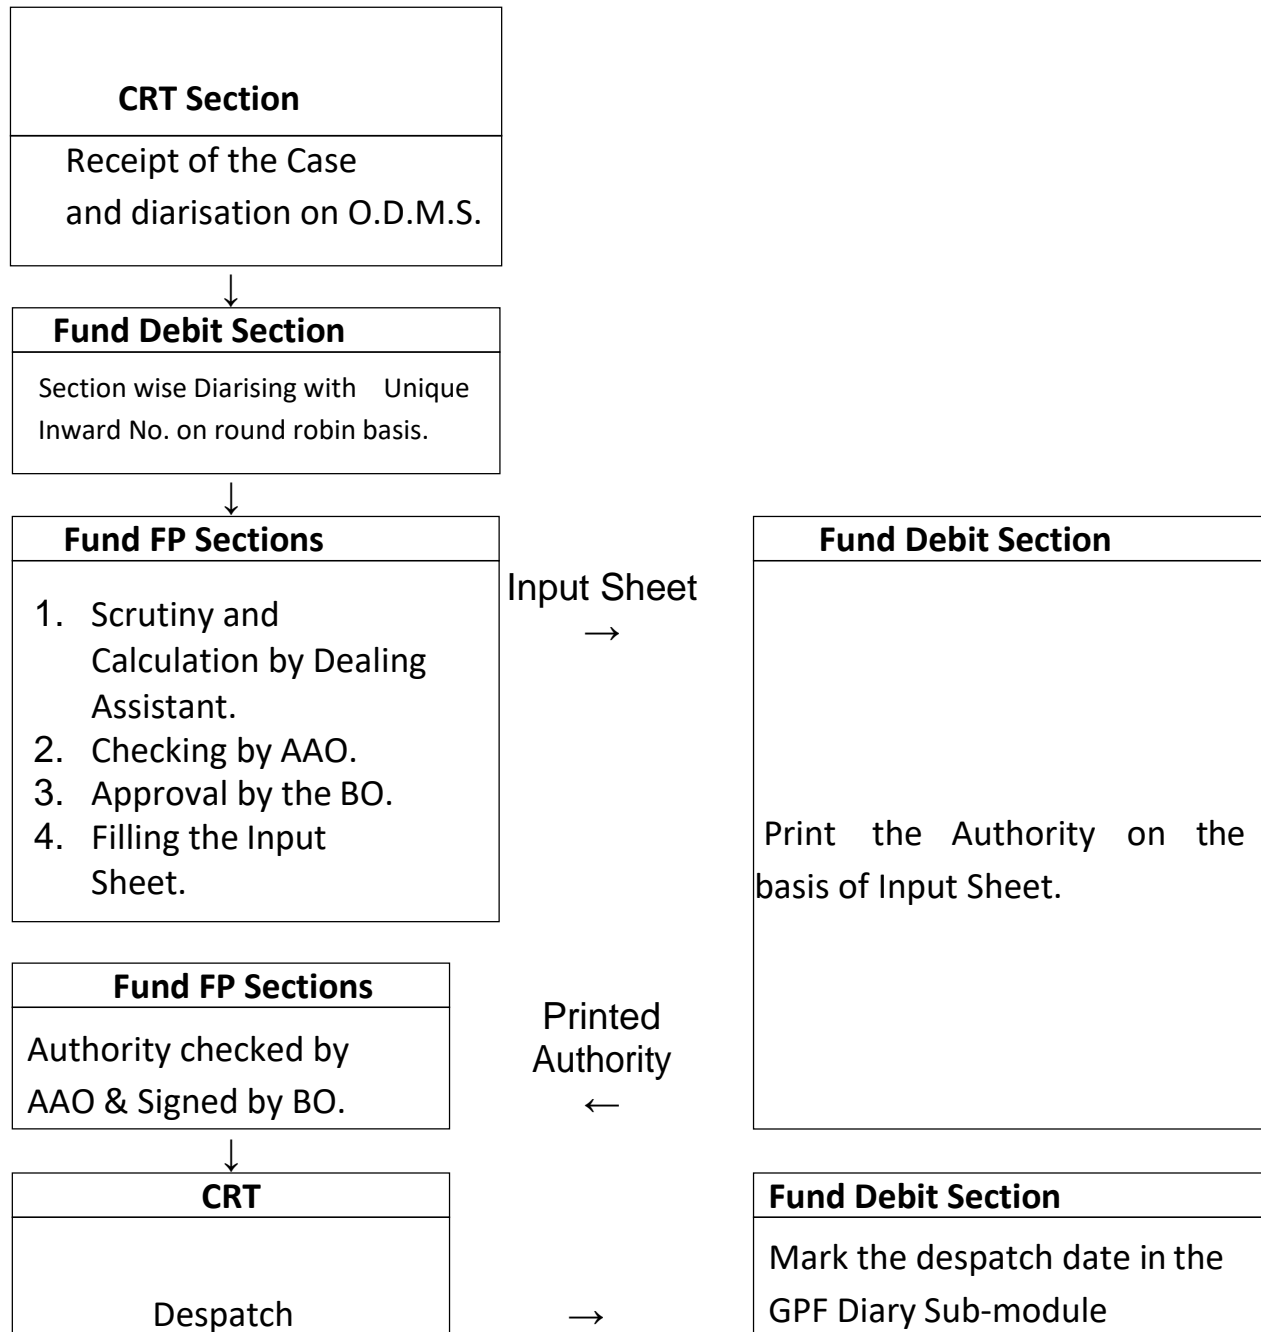 CRT Section
Receipt of the Case
and diarisation on O.D.M.S.
↓
Fund Debit Section
Section wise Diarising with Unique
Inward No. on round robin basis.
↓
Fund FP Sections
1. Scrutiny and
Calculation by Dealing
Assistant.
2. Checking by AAO.
3. Approval by the BO.
4. Filling the Input
Sheet.
Input Sheet
→
Fund Debit Section
Print the Authority on the
basis of Input Sheet.
Printed
Authority
←
Fund FP Sections
Authority checked by
AAO & Signed by BO.
↓
CRT
Despatch
→
Fund Debit Section
Mark the despatch date in the
GPF Diary Sub-module